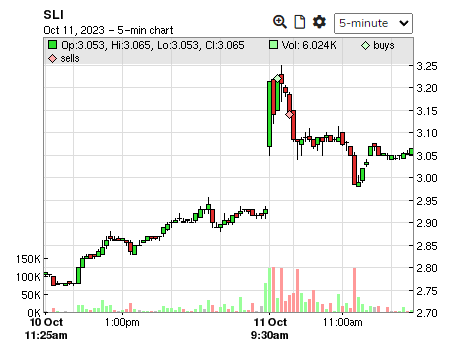 SLI
Oct 11, 2023 – 5-min chart
5-minute
Op:3.053, Hi:3.065, Lo:3.053, Cl:3.065
Vol: 6.024K
buys
sells
3.25
3.20
3.15
3.10
3.05
3.00
2.95
2.90
2.85
2.80
2.75
2.70
150K
100K
50K
0K
10 Oct
11:25am
1:00pm
11 Oct
9:30am
11:00am